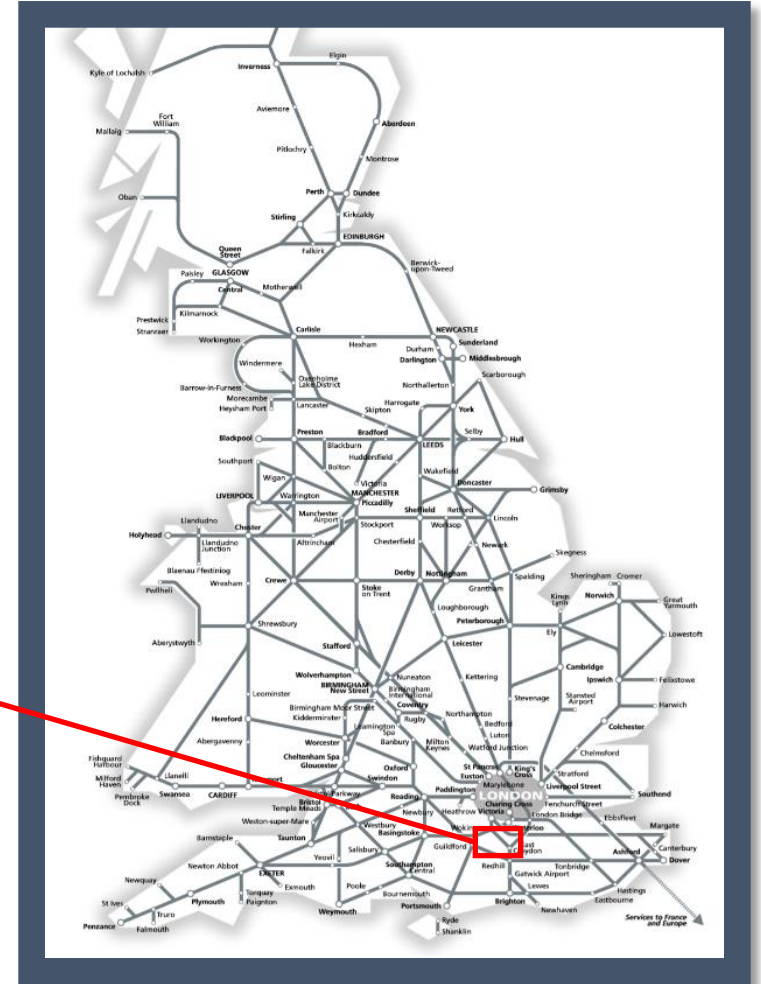 Elgin
Inverness
Kyle of Lochalsh
Aviemore
Fort
William
Mallaig
Aberdeen
Pitlochry
Montrose
Perth
Dundee
Oban
Stirling
Kirkcaldy
EDINBURGH
Queen
Street
Falkirk
Berwick-
upon-Tweed
Paisley
GLASGOW
Central
Motherwell
Prestwick
Kilmarnock
Stranraer
Carlisle
NEWCASTLE
Workington
Hexham
Sunderland
Durham
Darlington
Middlesbrough
Windermere
Scarborough
Oxenholme
Lake District
Barrow-in-Furness
Northallerton
Morecambe
Heysham Port
Lancaster
Harrogate
Skipton
York
Blackpool
Preston
Bradford
LEEDS
Selby
Hull
Blackburn
Huddersfield
Southport
Bolton
Wakefield
Wigan
Victoria
Doncaster
LIVERPOOL
Warrington
MANCHESTER
Piccadilly
Grimsby
Manchester
Airport
Sheffield
Retford
Llandudno
Chester
Stockport
Worksop
Lincoln
Holyhead
Llandudno
Junction
Altrincham
Chesterfield
Newark
Skegness
Blaenau Ffestiniog
Derby
Nottingham
Pwllheli
Wrexham
Crewe
Stoke
on Trent
Grantham
Spalding
Sheringham
Cromer
Kings
Lynn
Norwich
Great
Yarmouth
Loughborough
Peterborough
Shrewsbury
Ely
Lowestoft
Aberystwyth
Stafford
Leicester
Wolverhampton
Nuneaton
Kettering
Cambridge
BIRMINGHAM
New Street
Birmingham
International
Ipswich
Felixstowe
Leominster
Coventry
Stevenage
Stansted
Airport
Birmingham Moor Street
Rugby
Northampton
Harwich
Hereford
Kidderminster
Leamington
Spa
Bedford
Colchester
Abergavenny
Worcester
Banbury
Milton
Keynes
Luton
Watford Junction
Cheltenham Spa
Chelmsford
Fishguard
Harbour
Gloucester
Oxford
St Pancras
King's
Cross
Milford
Haven
Llanelli
Swindon
Euston
Stratford
Marylebone
Liverpool Street
Pembroke
Dock
Swansea
CARDIFF
Parkway
Reading
Paddington
LONDON
Southend
Bristol
Temple Meads
Charing Cross
Fenchurch Street
Newbury
Heathrow
Victoria
London Bridge
Ebbsfleet
Weston-super-Mare
Westbury
Margate
Barnstaple
Taunton
Basingstoke
Canterbury
Salisbury
Guildford
Croydon
Ashford
Newton Abbot
Yeovil
Tonbridge
Dover
EXETER
Southampton
Central
Redhill
Gatwick Airport
Newquay
Exmouth
Poole
Lewes
Hastings
St Ives
Plymouth
Torquay
Paignton
Bournemouth
Brighton
Eastbourne
Truro
Weymouth
Portsmouth
Newhaven
Penzance
Falmouth
Ryde
Shanklin
Services to France
and Europe